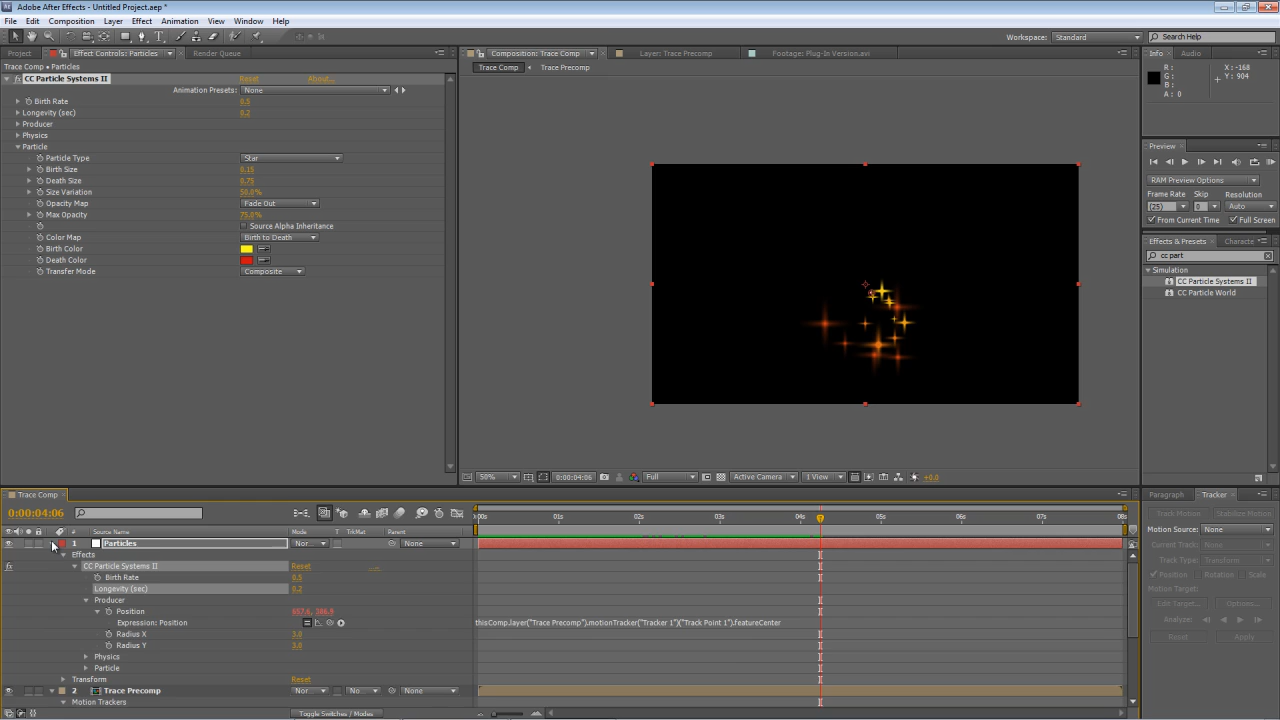 Adobe After Effects - Untitled Project.aep *
File Edit Composition Layer Effect Animation View Window Help
Workspace: Standard Search Help
Project Effect Controls: Particles Render Queue
Composition: Trace Comp Layer: Trace Precomp Footage: Plug-In Version.avi
Info Audio
Trace Comp • Particles
Trace Comp Trace Precomp
R:
G:
B:
A: 0
X: -168
Y: 904
fx CC Particle Systems II Reset About...
Animation Presets: None
Birth Rate 0.5
Longevity (sec) 0.2
Producer
Physics
Particle
Particle Type Star
Birth Size 0.15
Death Size 0.75
Size Variation 50.0%
Opacity Map Fade Out
Max Opacity 75.0%
Source Alpha Inheritance
Color Map Birth to Death
Birth Color
Death Color
Transfer Mode Composite
Preview
RAM Preview Options
Frame Rate Skip Resolution
(25) 0 Auto
From Current Time Full Screen
Effects & Presets Characte
cc part
Simulation
CC Particle Systems II
CC Particle World
50% 0:00:04:06 Full Active Camera 1 View +0.0
Trace Comp
0:00:04:06
# Source Name Mode T TrkMat Parent
:00s 01s 02s 03s 04s 05s 06s 07s 08s
1 Particles Nor... None
Effects
fx CC Particle Systems II Reset ...
Birth Rate 0.5
Longevity (sec) 0.2
Producer
Position 657.6, 386.9
Expression: Position thisComp.layer("Trace Precomp").motionTracker("Tracker 1")("Track Point 1").featureCenter
Radius X 3.0
Radius Y 3.0
Physics
Particle
Transform Reset
2 Trace Precomp Nor... No... None
Motion Trackers
Toggle Switches / Modes
Paragraph Tracker
Track Motion Stabilize Motion
Motion Source: None
Current Track: None
Track Type: Transform
Position Rotation Scale
Motion Target:
Edit Target... Options...
Analyze:
Reset Apply